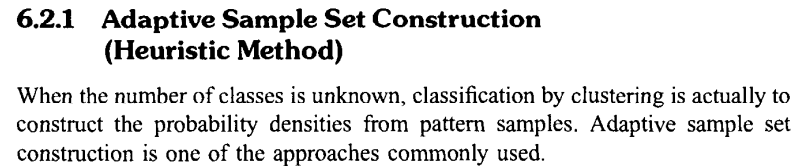 6.2.1 Adaptive Sample Set Construction
(Heuristic Method)
When the number of classes is unknown, classification by clustering is actually to
construct the probability densities from pattern samples. Adaptive sample set
construction is one of the approaches commonly used.